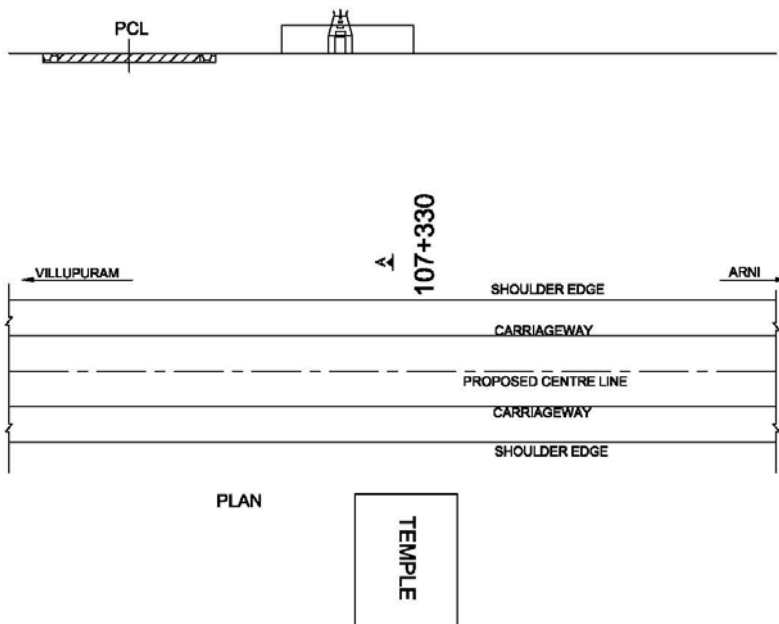 PCL
A
107+330
VILLUPURAM
ARNI
SHOULDER EDGE
CARRIAGEWAY
PROPOSED CENTRE LINE
CARRIAGEWAY
SHOULDER EDGE
PLAN
TEMPLE